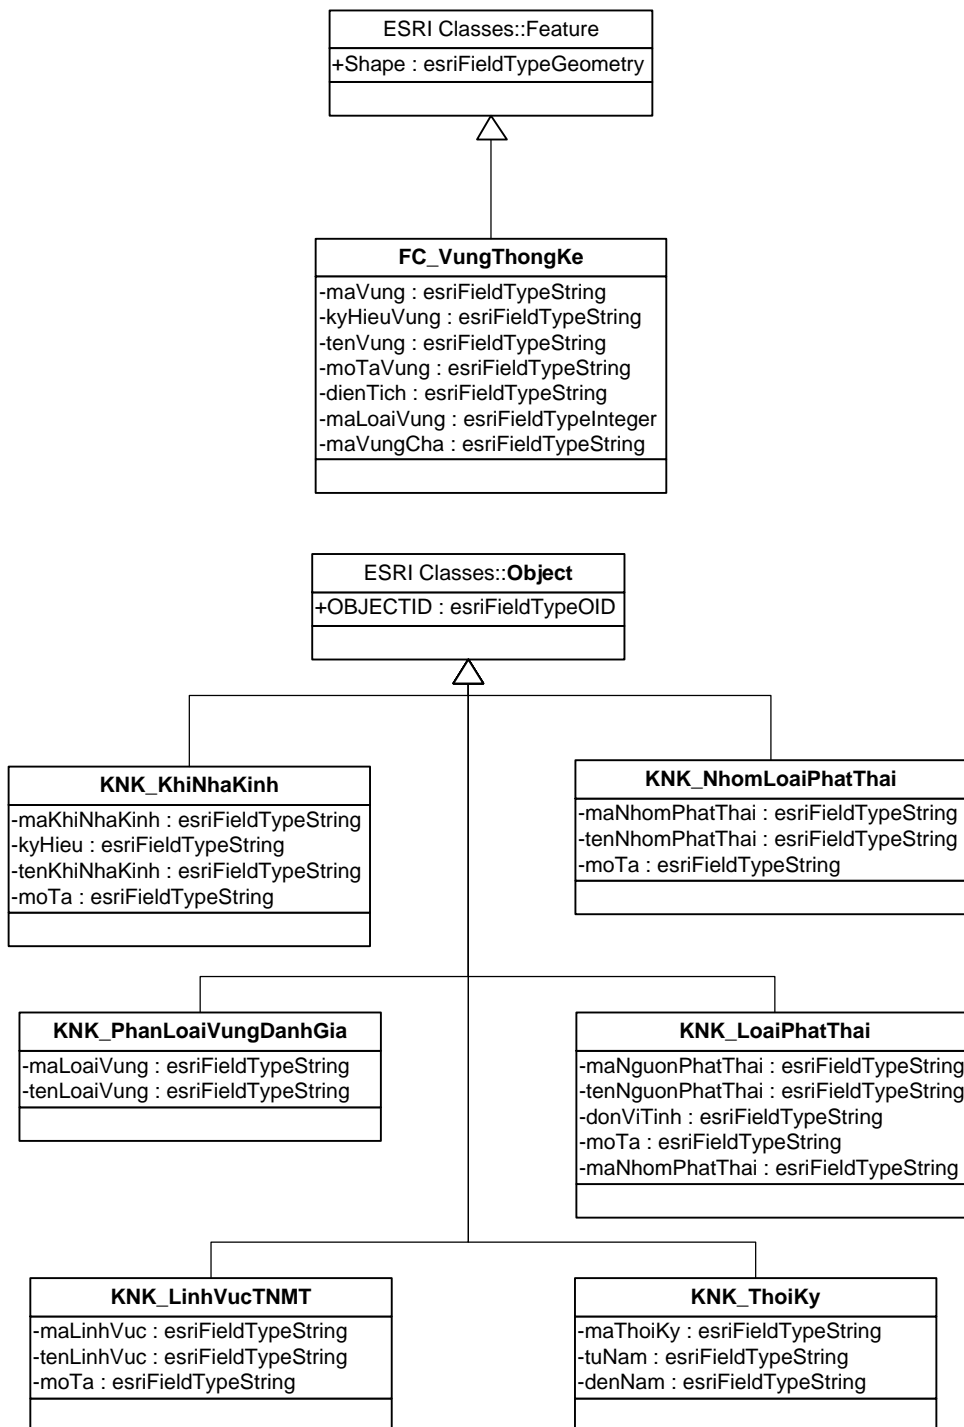 ESRI Classes::Feature
+Shape : esriFieldTypeGeometry
FC_VungThongKe
-maVung : esriFieldTypeString
-kyHieuVung : esriFieldTypeString
-tenVung : esriFieldTypeString
-moTaVung : esriFieldTypeString
-dienTich : esriFieldTypeString
-maLoaiVung : esriFieldTypeInteger
-maVungCha : esriFieldTypeString
ESRI Classes::Object
+OBJECTID : esriFieldTypeOID
KNK_KhiNhaKinh
-maKhiNhaKinh : esriFieldTypeString
-kyHieu : esriFieldTypeString
-tenKhiNhaKinh : esriFieldTypeString
-moTa : esriFieldTypeString
KNK_NhomLoaiPhatThai
-maNhomPhatThai : esriFieldTypeString
-tenNhomPhatThai : esriFieldTypeString
-moTa : esriFieldTypeString
KNK_PhanLoaiVungDanhGia
-maLoaiVung : esriFieldTypeString
-tenLoaiVung : esriFieldTypeString
KNK_LoaiPhatThai
-maNguonPhatThai : esriFieldTypeString
-tenNguonPhatThai : esriFieldTypeString
-donViTinh : esriFieldTypeString
-moTa : esriFieldTypeString
-maNhomPhatThai : esriFieldTypeString
KNK_LinhVucTNMT
-maLinhVuc : esriFieldTypeString
-tenLinhVuc : esriFieldTypeString
-moTa : esriFieldTypeString
KNK_ThoiKy
-maThoiKy : esriFieldTypeString
-tuNam : esriFieldTypeString
-denNam : esriFieldTypeString